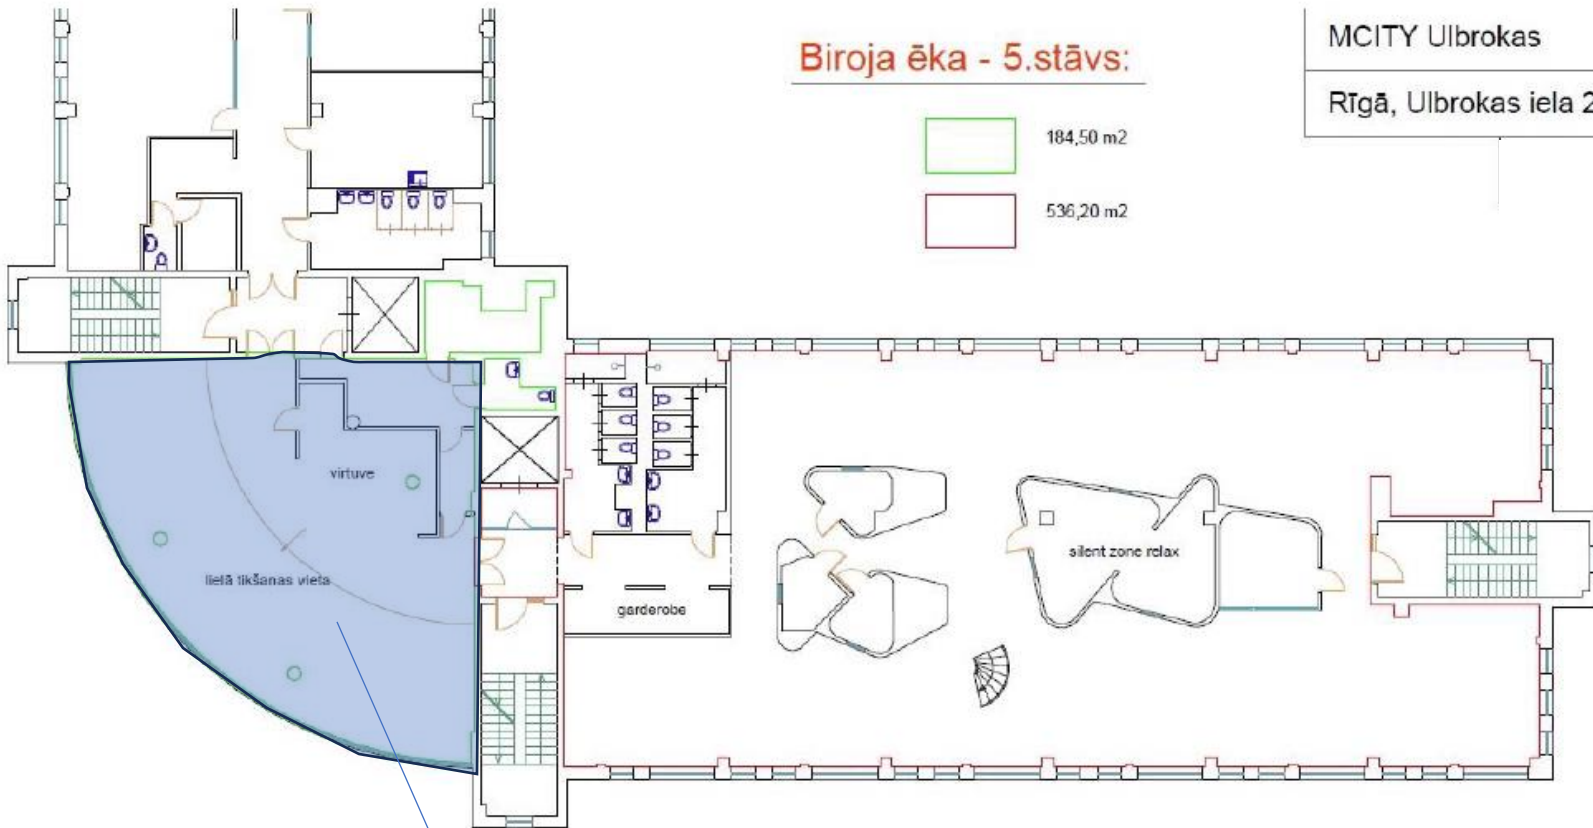 Biroja ēka - 5.stāvs:
184,50 m2
536,20 m2
MCITY Ulbrokas
Rīgā, Ulbrokas iela 2
virtuve
lielā tikšanas vieta
garderobe
silent zone relax